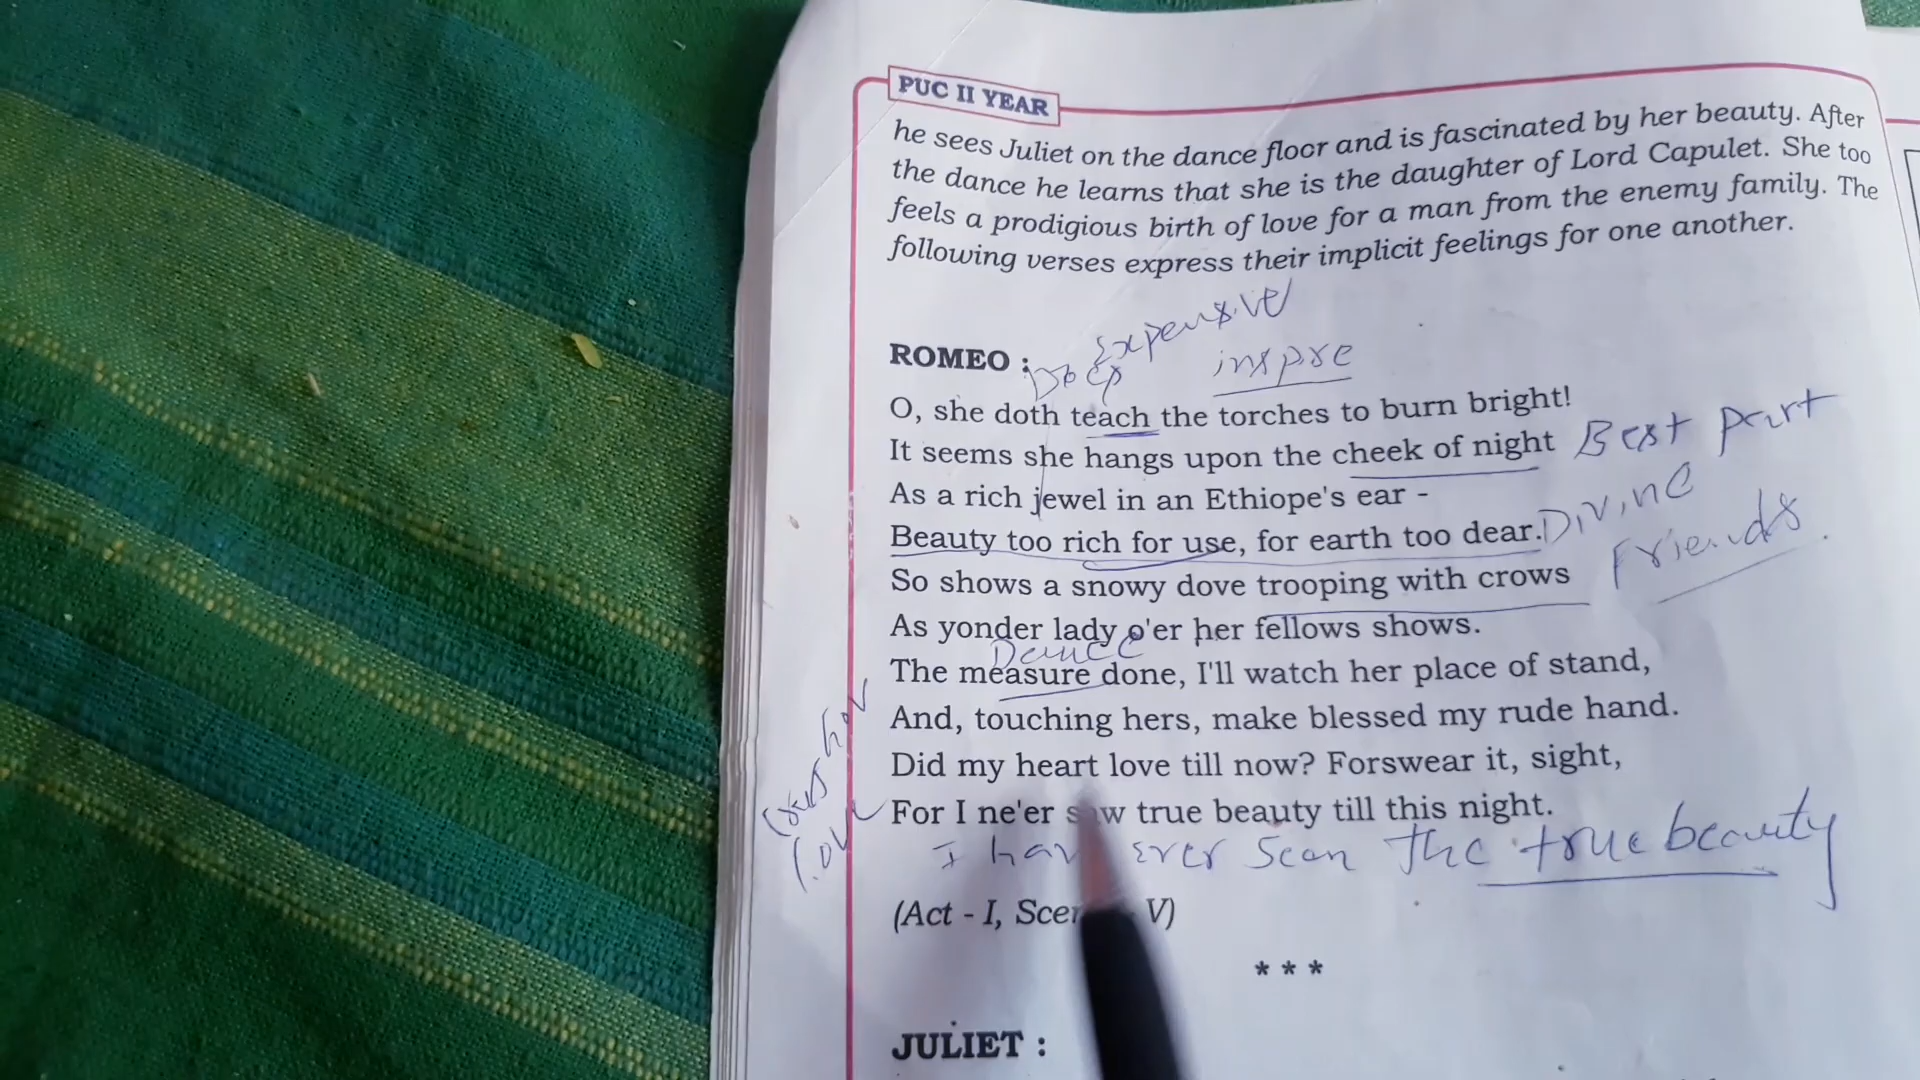 PUC II YEAR
he sees Juliet on the dance floor and is fascinated by her beauty. After
the dance he learns that she is the daughter of Lord Capulet. She too
feels a prodigious birth of love for a man from the enemy family. The
following verses express their implicit feelings for one another.
Expensive
ROMEO :
inspre
O, she doth teach the torches to burn bright!
It seems she hangs upon the cheek of night Best part
As a rich jewel in an Ethiope's ear -
Beauty too rich for use, for earth too dear. Divine
So shows a snowy dove trooping with crows Friends
As yonder lady o'er her fellows shows.
Dance
The measure done, I'll watch her place of stand,
And, touching hers, make blessed my rude hand.
Did my heart love till now? Forswear it, sight,
For I ne'er saw true beauty till this night.
I ever seen the true beauty
(Act - I, V)
* * *
JULIET :